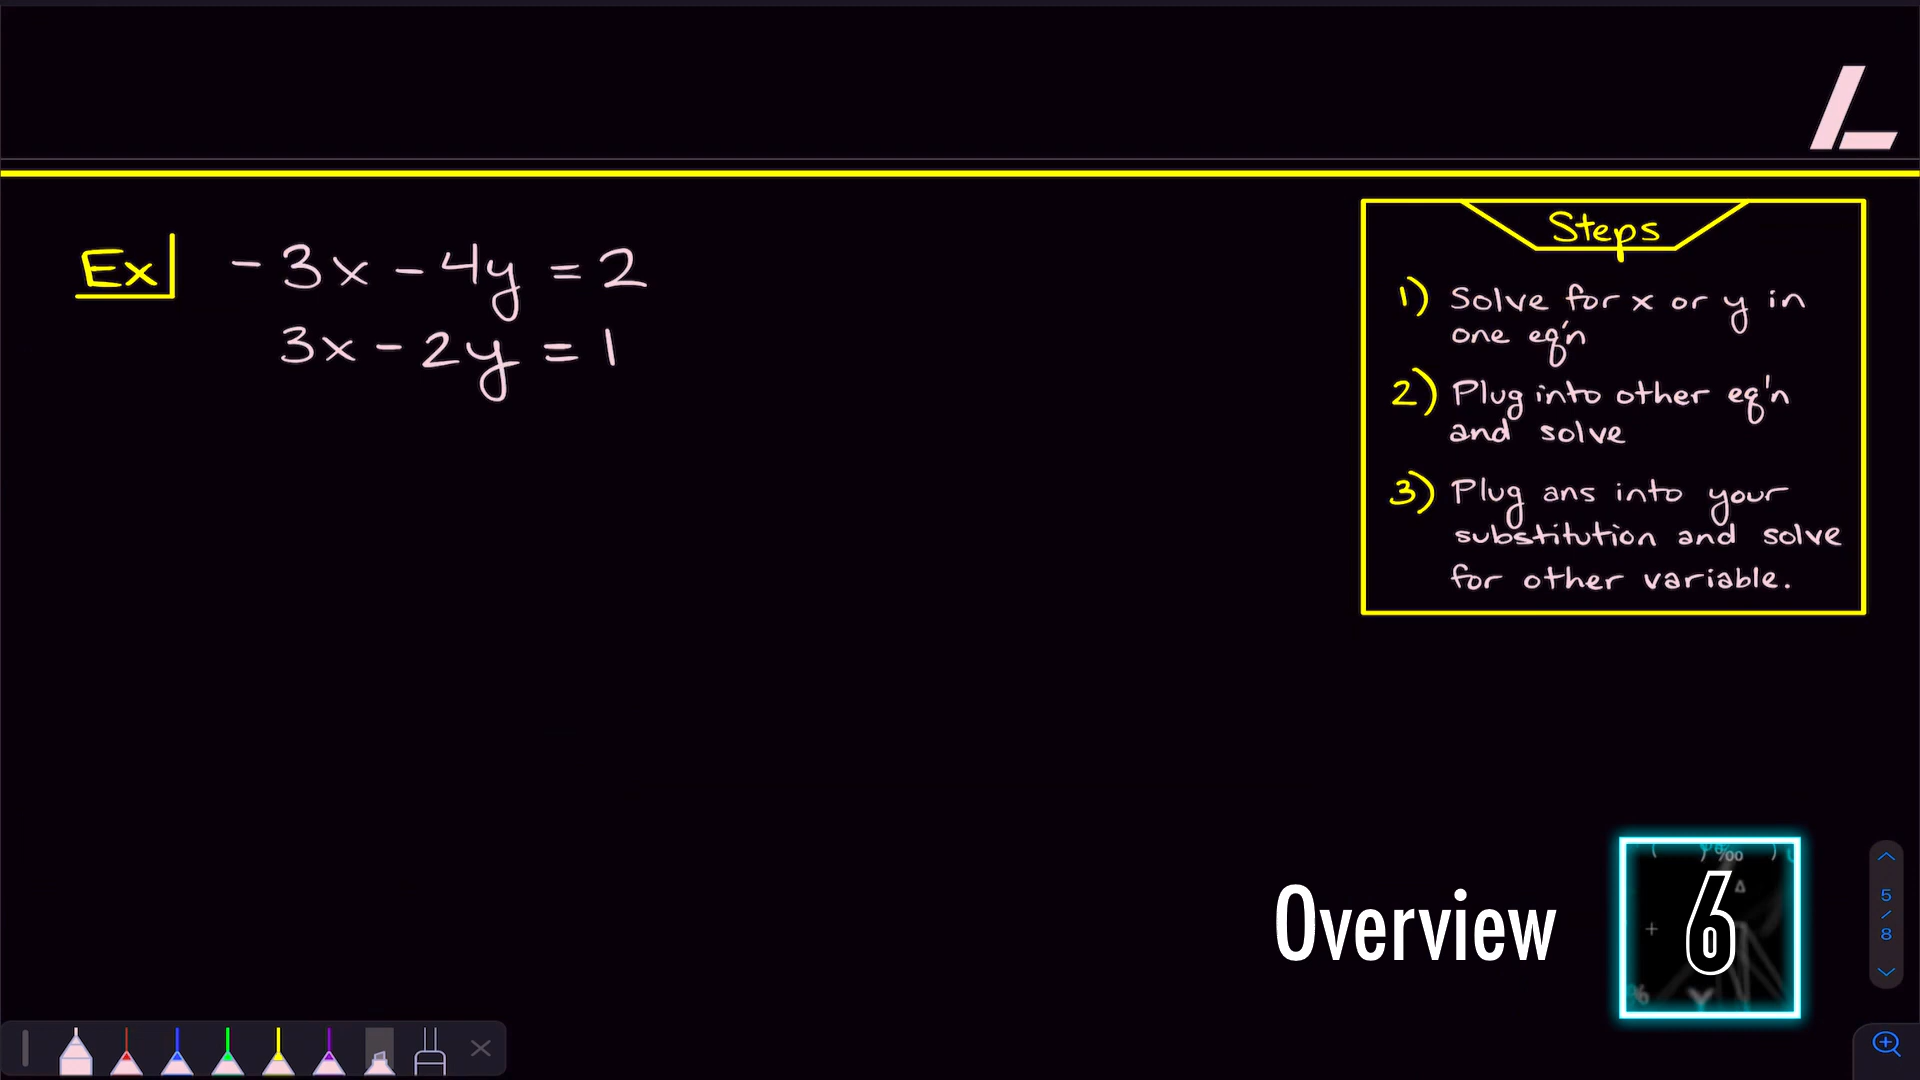 Ex -3x - 4y = 2
3x - 2y = 1
Steps
1) Solve for x or y in
one eq'n
2) Plug into other eq'n
and solve
3) Plug ans into your
substitution and solve
for other variable.
Overview 6
5
/
8